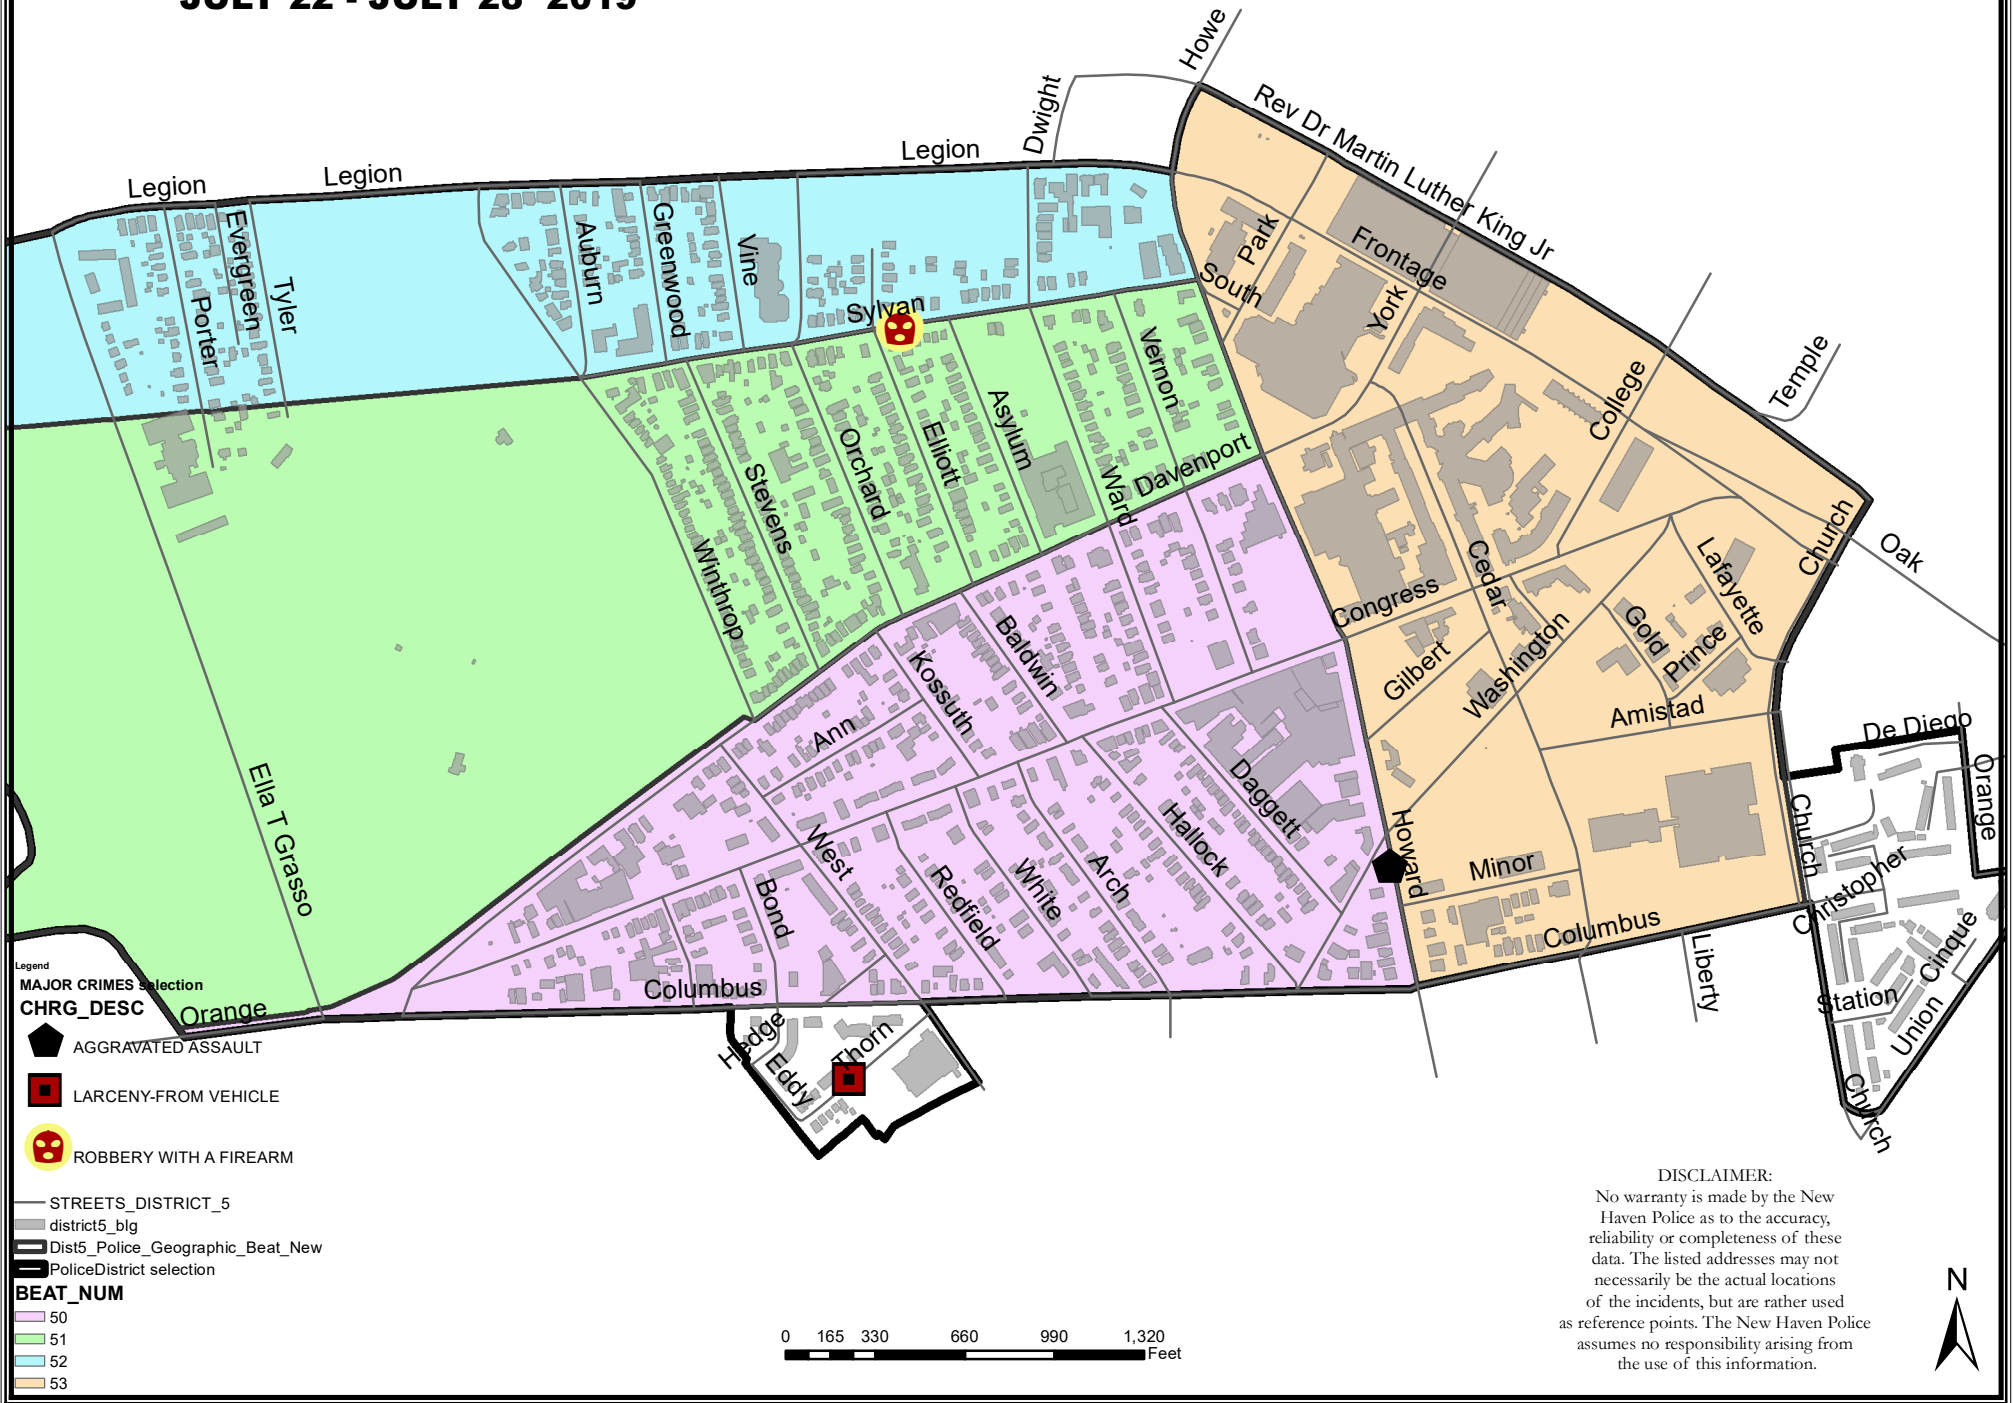 JULY 22 - JULY 28 2019
Howe
Dwight
Rev Dr Martin Luther King Jr
Legion
Legion
Legion
Evergreen
Porter
Tyler
Auburn
Greenwood
Vine
Sylvan
Park
South
York
Frontage
College
Temple
Church
Oak
Vernon
Asylum
Elliott
Orchard
Stevens
Winthrop
Ward
Davenport
Cedar
Congress
Lafayette
Gold
Prince
Washington
Gilbert
Amistad
Baldwin
Kossuth
Ann
Daggett
Hallock
Arch
White
Redfield
West
Bond
Howard
Minor
Columbus
Columbus
Ella T Grasso
Orange
De Diego
Orange
Church
Christopher
Cinque
Station
Union
Church
Liberty
Hedge
Eddy
Thorn
Legend
MAJOR CRIMES selection
CHRG_DESC
AGGRAVATED ASSAULT
LARCENY-FROM VEHICLE
ROBBERY WITH A FIREARM
STREETS_DISTRICT_5
district5_blg
Dist5_Police_Geographic_Beat_New
PoliceDistrict selection
BEAT_NUM
50
51
52
53
0 165 330 660 990 1,320
Feet
DISCLAIMER:
No warranty is made by the New
Haven Police as to the accuracy,
reliability or completeness of these
data. The listed addresses may not
necessarily be the actual locations
of the incidents, but are rather used
as reference points. The New Haven Police
assumes no responsibility arising from
the use of this information.
N